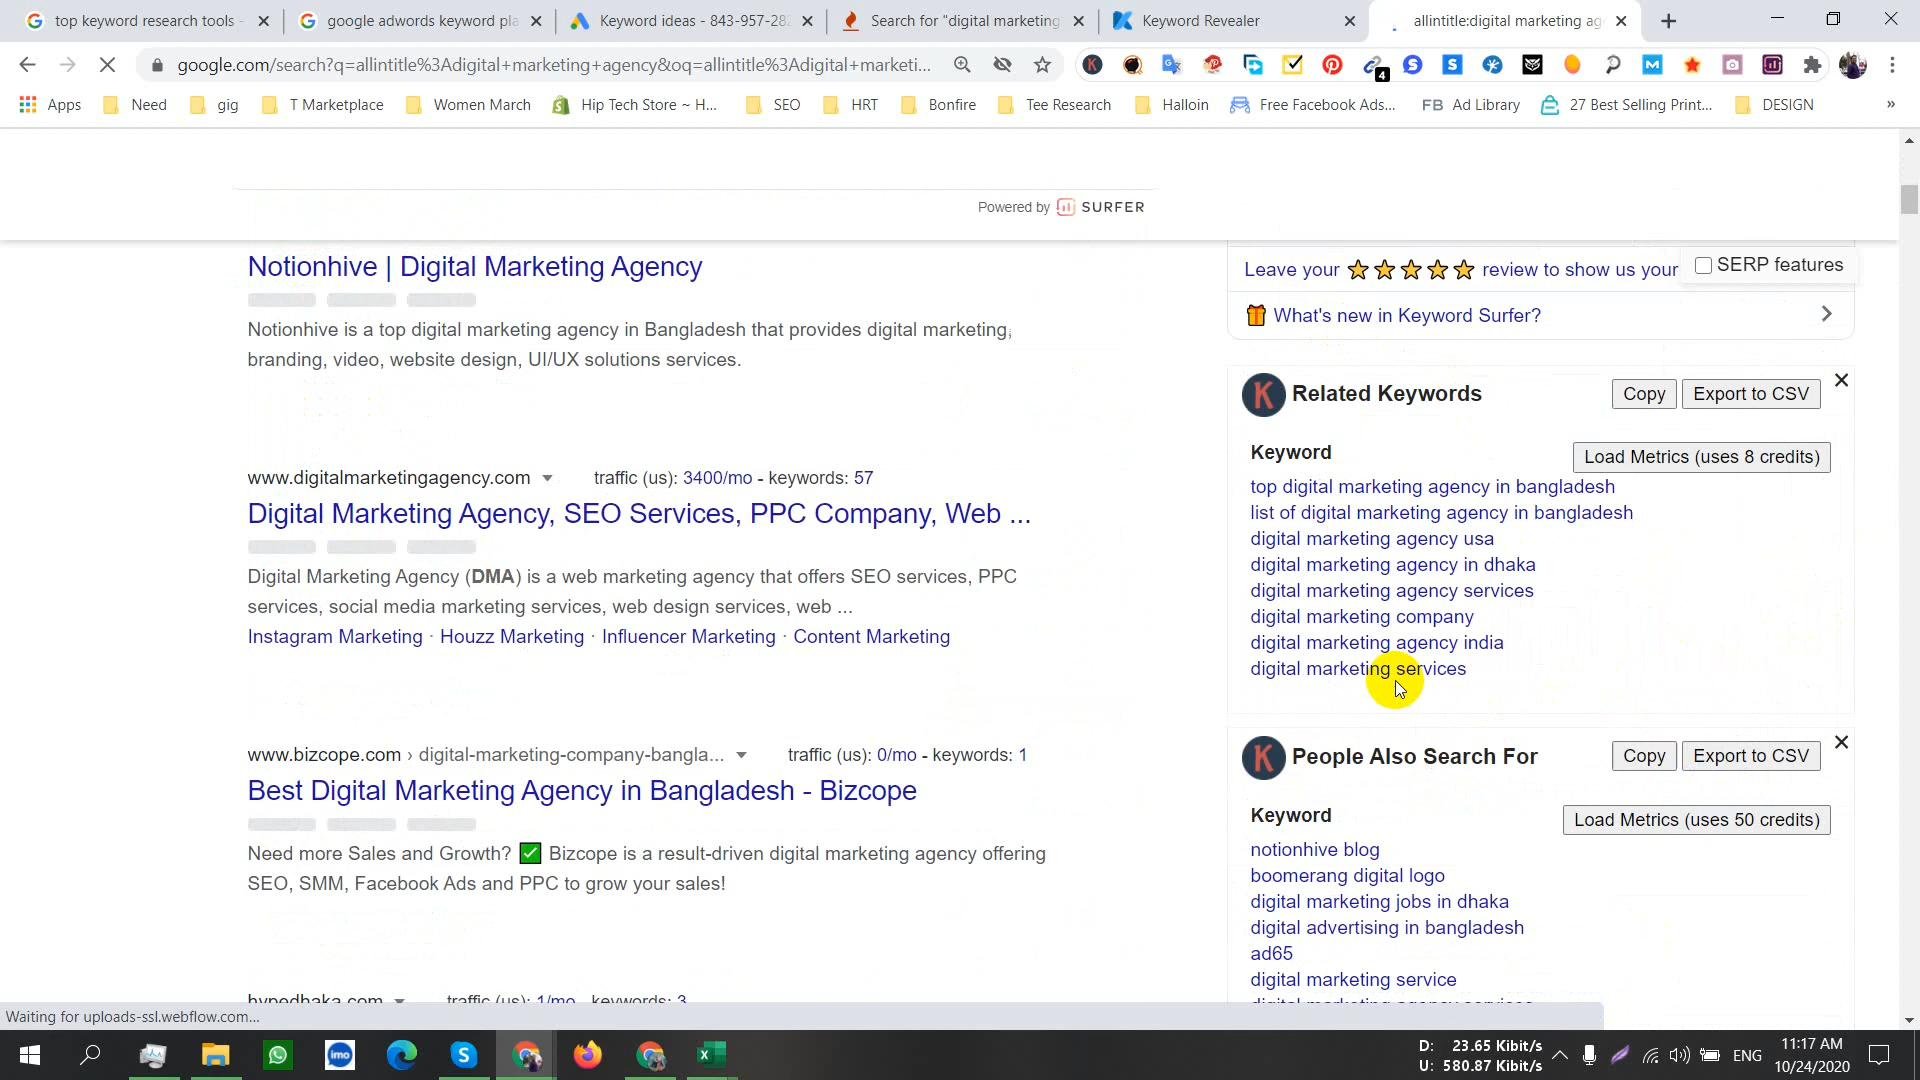 top keyword research tools -
google adwords keyword pla
Keyword ideas - 843-957-282
Search for "digital marketing
Keyword Revealer
allintitle:digital marketing ag
google.com/search?q=allintitle%3Adigital+marketing+agency&oq=allintitle%3Adigital+marketi...
4
Apps
Need
gig
T Marketplace
Women March
Hip Tech Store ~ H...
SEO
HRT
Bonfire
Tee Research
Halloin
Free Facebook Ads...
FB Ad Library
27 Best Selling Print...
DESIGN
»
Powered by SURFER
Notionhive | Digital Marketing Agency
Notionhive is a top digital marketing agency in Bangladesh that provides digital marketing,
branding, video, website design, UI/UX solutions services.
www.digitalmarketingagency.com traffic (us): 3400/mo - keywords: 57
Digital Marketing Agency, SEO Services, PPC Company, Web ...
Digital Marketing Agency (DMA) is a web marketing agency that offers SEO services, PPC
services, social media marketing services, web design services, web ...
Instagram Marketing · Houzz Marketing · Influencer Marketing · Content Marketing
www.bizcope.com › digital-marketing-company-bangla... traffic (us): 0/mo - keywords: 1
Best Digital Marketing Agency in Bangladesh - Bizcope
Need more Sales and Growth? ✅ Bizcope is a result-driven digital marketing agency offering
SEO, SMM, Facebook Ads and PPC to grow your sales!
hypedhaka.com traffic (us): 1/mo keywords: 3
Leave your ⭐⭐⭐⭐⭐ review to show us your
SERP features
What's new in Keyword Surfer?
K Related Keywords
Copy
Export to CSV
Keyword
Load Metrics (uses 8 credits)
top digital marketing agency in bangladesh
list of digital marketing agency in bangladesh
digital marketing agency usa
digital marketing agency in dhaka
digital marketing agency services
digital marketing company
digital marketing agency india
digital marketing services
K People Also Search For
Copy
Export to CSV
Keyword
Load Metrics (uses 50 credits)
notionhive blog
boomerang digital logo
digital marketing jobs in dhaka
digital advertising in bangladesh
ad65
digital marketing service
digital marketing agency services
Waiting for uploads-ssl.webflow.com...
imo
D: 23.65 Kibit/s
U: 580.87 Kibit/s
ENG
11:17 AM
10/24/2020